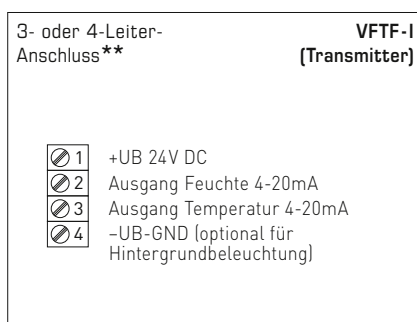 3- oder 4-Leiter-
Anschluss**
VFTF-I
(Transmitter)
1 +UB 24V DC
2 Ausgang Feuchte 4-20mA
3 Ausgang Temperatur 4-20mA
4 –UB-GND (optional für
Hintergrundbeleuchtung)